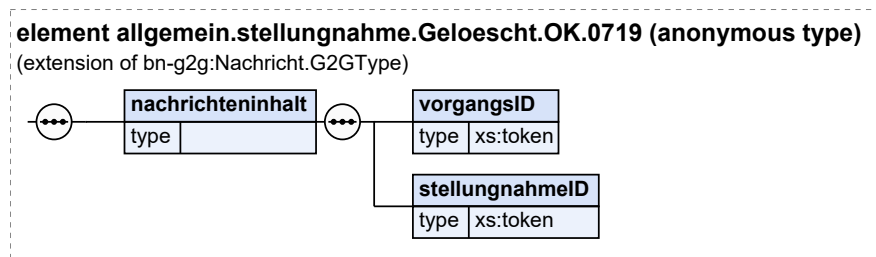 element allgemein.stellungnahme.Geloescht.OK.0719 (anonymous type)
(extension of bn-g2g:Nachricht.G2GType)
nachrichteninhalt
type
vorgangsID
type xs:token
stellungnahmeID
type xs:token